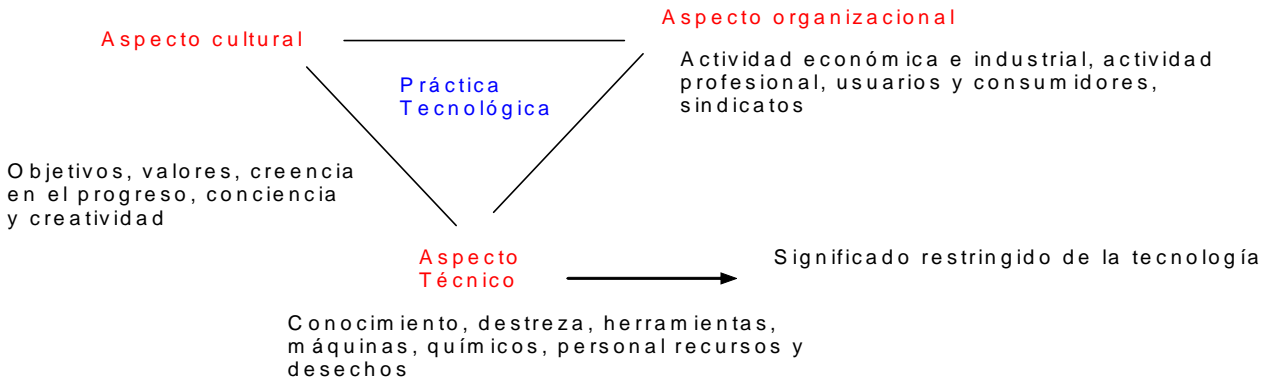 Aspecto organizacional
Aspecto cultural
Actividad económica e industrial, actividad
profesional, usuarios y consumidores,
sindicatos
Práctica
Tecnológica
Objetivos, valores, creencia
en el progreso, conciencia
y creatividad
Aspecto
Técnico
Significado restringido de la tecnología
Conocimiento, destreza, herramientas,
máquinas, químicos, personal recursos y
desechos